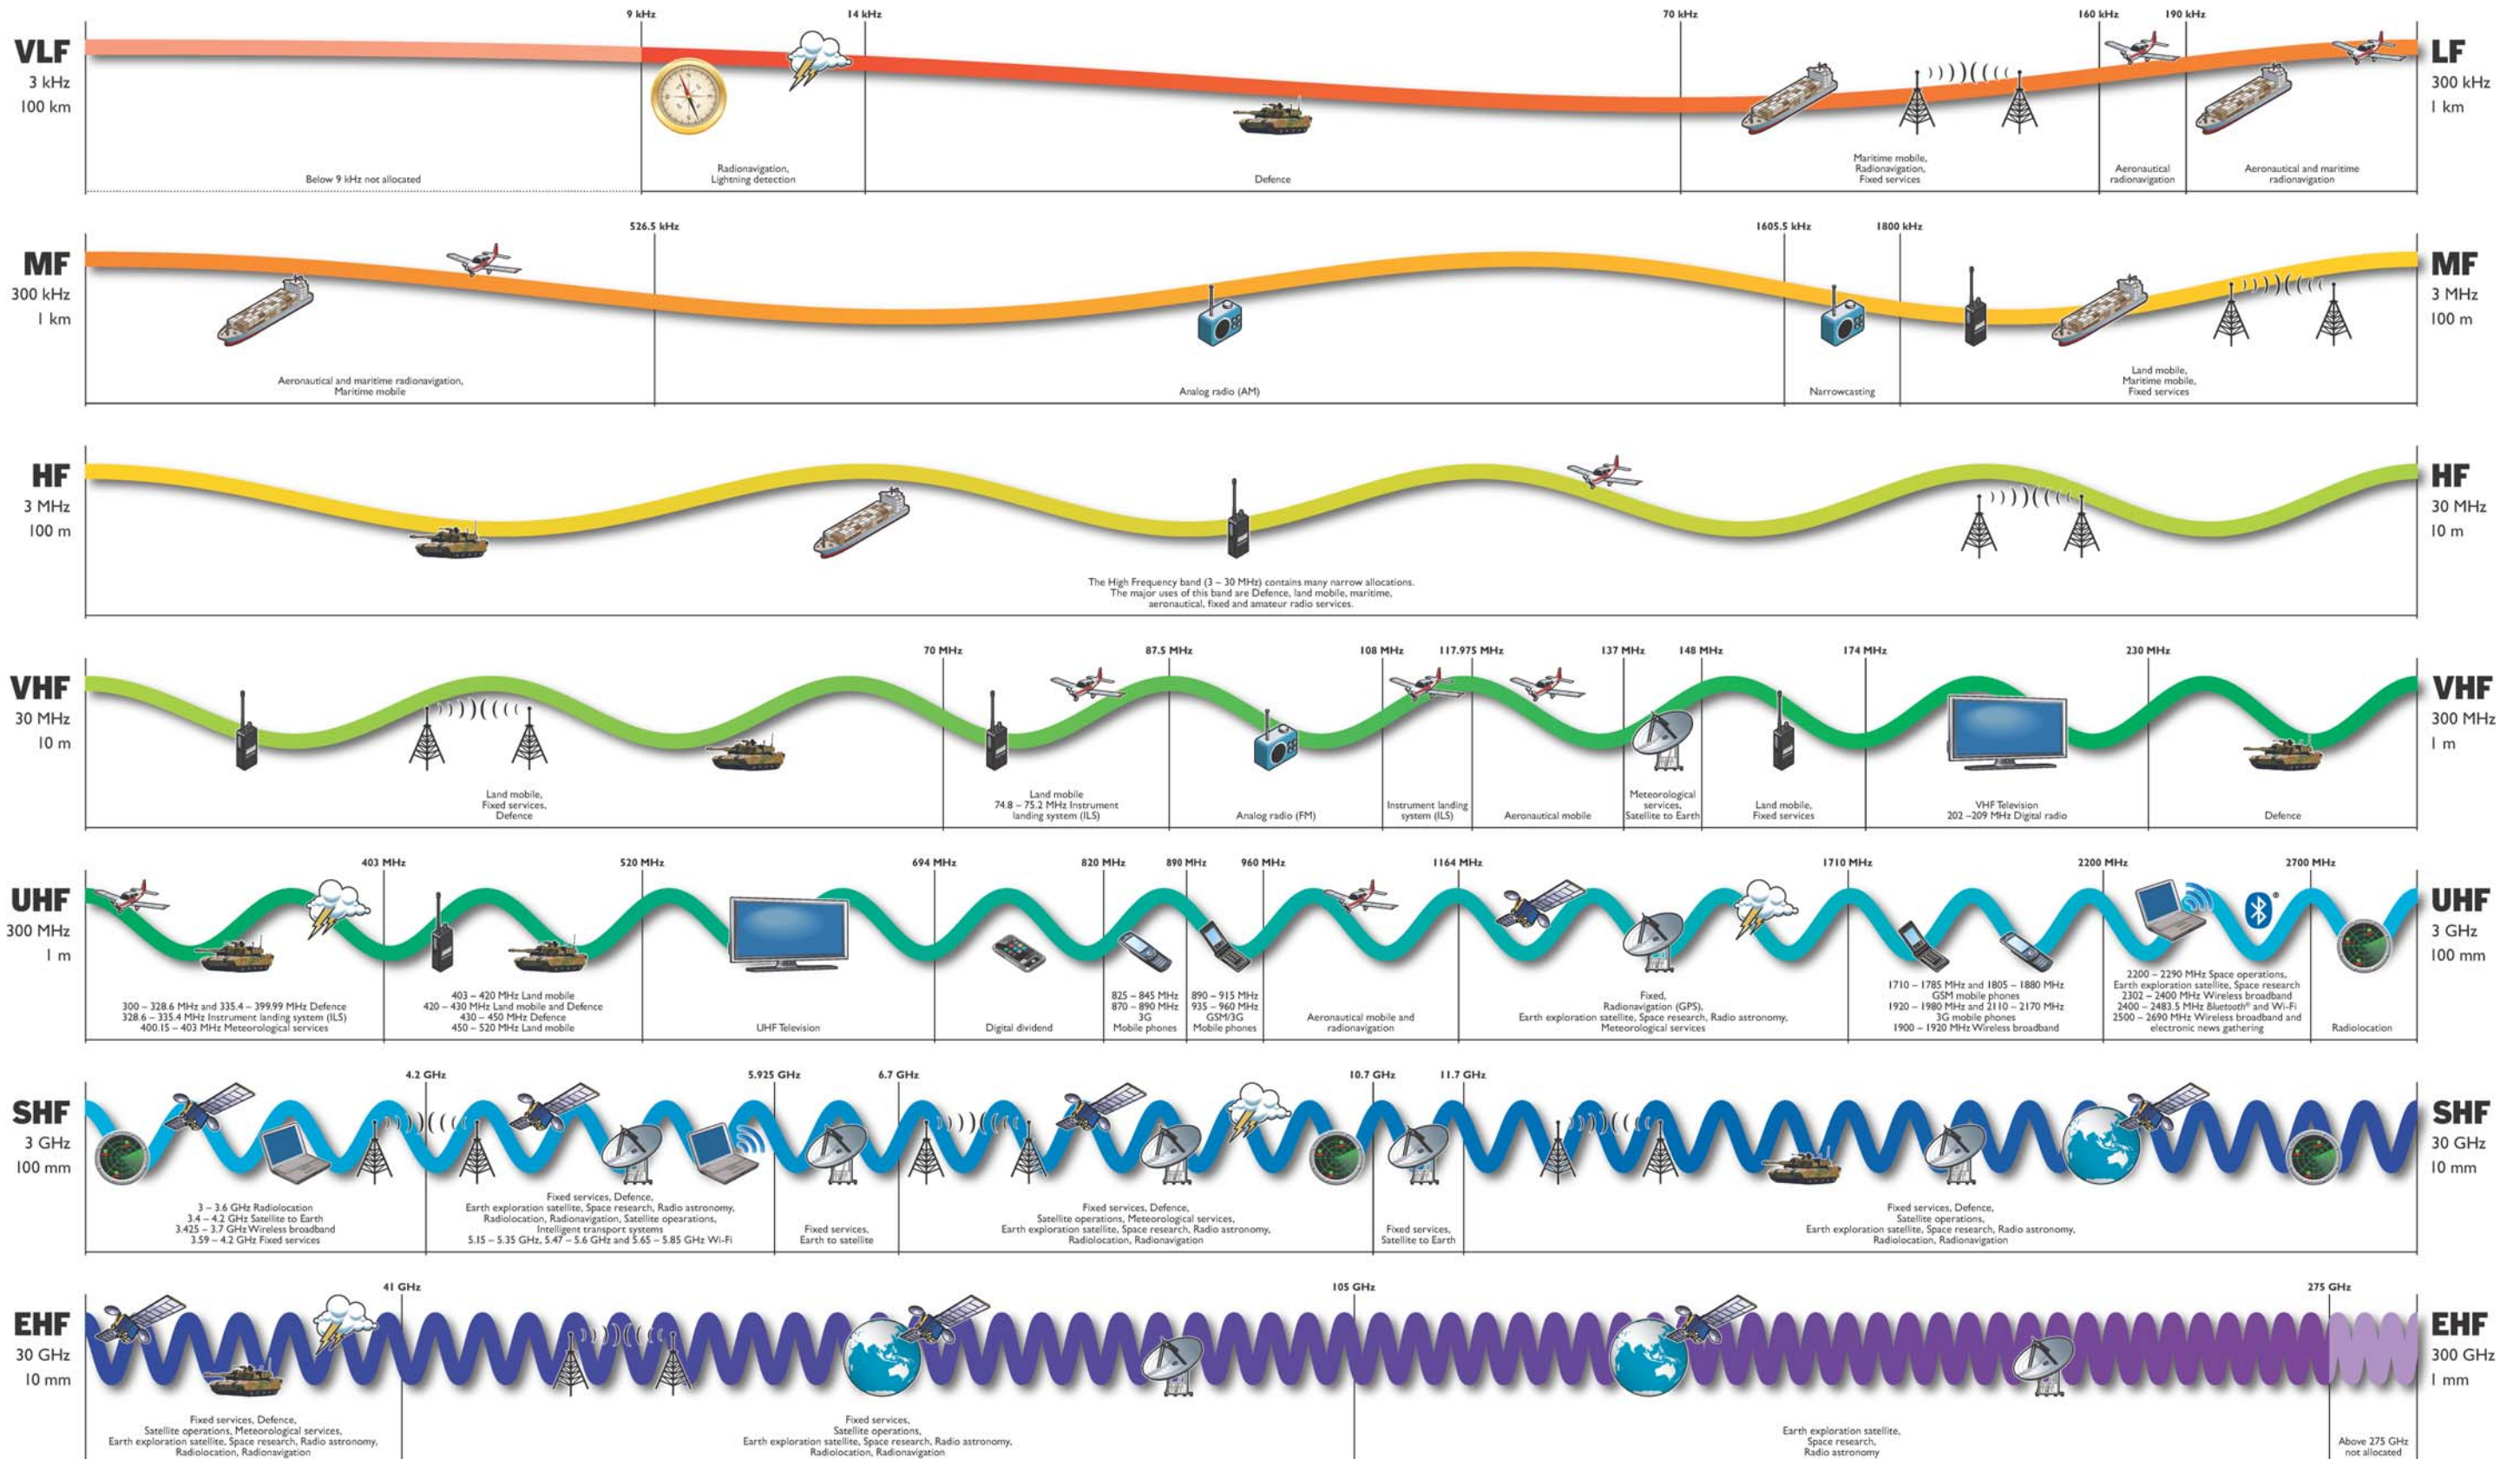 9 kHz
14 kHz
70 kHz
160 kHz
190 kHz
VLF
3 kHz
100 km
LF
300 kHz
1 km
Below 9 kHz not allocated
Radionavigation,
Lightning detection
Defence
Maritime mobile,
Radionavigation,
Fixed services
Aeronautical
radionavigation
Aeronautical and maritime
radionavigation
526.5 kHz
1605.5 kHz
1800 kHz
MF
300 kHz
1 km
MF
3 MHz
100 m
Aeronautical and maritime radionavigation,
Maritime mobile
Analog radio (AM)
Narrowcasting
Land mobile,
Maritime mobile,
Fixed services
HF
3 MHz
100 m
HF
30 MHz
10 m
The High Frequency band (3 – 30 MHz) contains many narrow allocations.
The major uses of this band are Defence, land mobile, maritime,
aeronautical, fixed and amateur radio services.
70 MHz
87.5 MHz
108 MHz
117.975 MHz
137 MHz
148 MHz
174 MHz
230 MHz
VHF
30 MHz
10 m
VHF
300 MHz
1 m
Land mobile,
Fixed services,
Defence
Land mobile
74.8 – 75.2 MHz Instrument
landing system (ILS)
Analog radio (FM)
Instrument landing
system (ILS)
Aeronautical mobile
Meteorological
services,
Satellite to Earth
Land mobile,
Fixed services
VHF Television
202 –209 MHz Digital radio
Defence
403 MHz
520 MHz
694 MHz
820 MHz
890 MHz
960 MHz
1164 MHz
1710 MHz
2200 MHz
2700 MHz
UHF
300 MHz
1 m
UHF
3 GHz
100 mm
300 – 328.6 MHz and 335.4 – 399.99 MHz Defence
328.6 – 335.4 MHz Instrument landing system (ILS)
400.15 – 403 MHz Meteorological services
403 – 420 MHz Land mobile
420 – 430 MHz Land mobile and Defence
430 – 450 MHz Defence
450 – 520 MHz Land mobile
UHF Television
Digital dividend
825 – 845 MHz
870 – 890 MHz
3G
Mobile phones
890 – 915 MHz
935 – 960 MHz
GSM/3G
Mobile phones
Aeronautical mobile and
radionavigation
Fixed,
Radionavigation (GPS),
Earth exploration satellite, Space research, Radio astronomy,
Meteorological services
1710 – 1785 MHz and 1805 – 1880 MHz
GSM mobile phones
1920 – 1980 MHz and 2110 – 2170 MHz
3G mobile phones
1900 – 1920 MHz Wireless broadband
®
2200 – 2290 MHz Space operations,
Earth exploration satellite, Space research
2302 – 2400 MHz Wireless broadband
2400 – 2483.5 MHz Bluetooth® and Wi-Fi
2500 – 2690 MHz Wireless broadband and
electronic news gathering
Radiolocation
4.2 GHz
5.925 GHz
6.7 GHz
10.7 GHz
11.7 GHz
SHF
3 GHz
100 mm
SHF
30 GHz
10 mm
3 – 3.6 GHz Radiolocation
3.4 – 4.2 GHz Satellite to Earth
3.425 – 3.7 GHz Wireless broadband
3.59 – 4.2 GHz Fixed services
Fixed services, Defence,
Earth exploration satellite, Space research, Radio astronomy,
Radiolocation, Radionavigation, Satellite opearations,
Intelligent transport systems
5.15 – 5.35 GHz, 5.47 – 5.6 GHz and 5.65 – 5.85 GHz Wi-Fi
Fixed services,
Earth to satellite
Fixed services, Defence,
Satellite operations, Meteorological services,
Earth exploration satellite, Space research, Radio astronomy,
Radiolocation, Radionavigation
Fixed services,
Satellite to Earth
Fixed services, Defence,
Satellite operations,
Earth exploration satellite, Space research, Radio astronomy,
Radiolocation, Radionavigation
41 GHz
105 GHz
275 GHz
EHF
30 GHz
10 mm
EHF
300 GHz
1 mm
Fixed services, Defence,
Satellite operations, Meteorological services,
Earth exploration satellite, Space research, Radio astronomy,
Radiolocation, Radionavigation
Fixed services,
Satellite operations,
Earth exploration satellite, Space research, Radio astronomy,
Radiolocation, Radionavigation
Earth exploration satellite,
Space research,
Radio astronomy
Above 275 GHz
not allocated